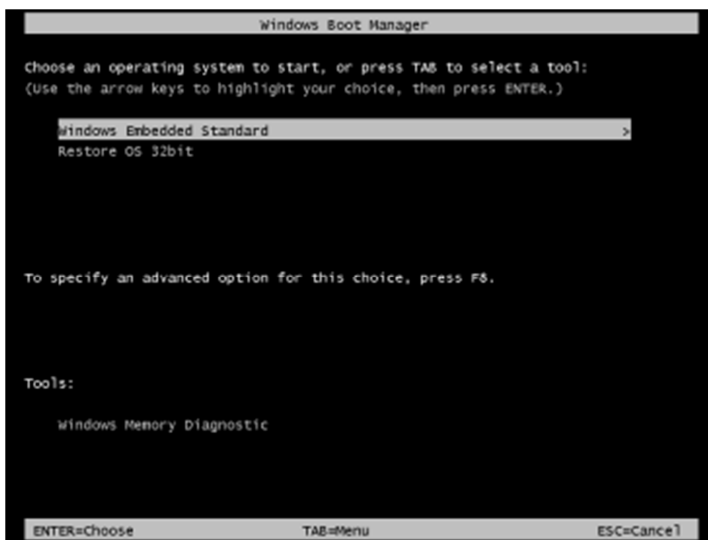 Windows Boot Manager
Choose an operating system to start, or press TAB to select a tool:
(Use the arrow keys to highlight your choice, then press ENTER.)
Windows Embedded Standard >
Restore OS 32bit
To specify an advanced option for this choice, press F8.
Tools:
Windows Memory Diagnostic
ENTER=Choose TAB=Menu ESC=Cancel